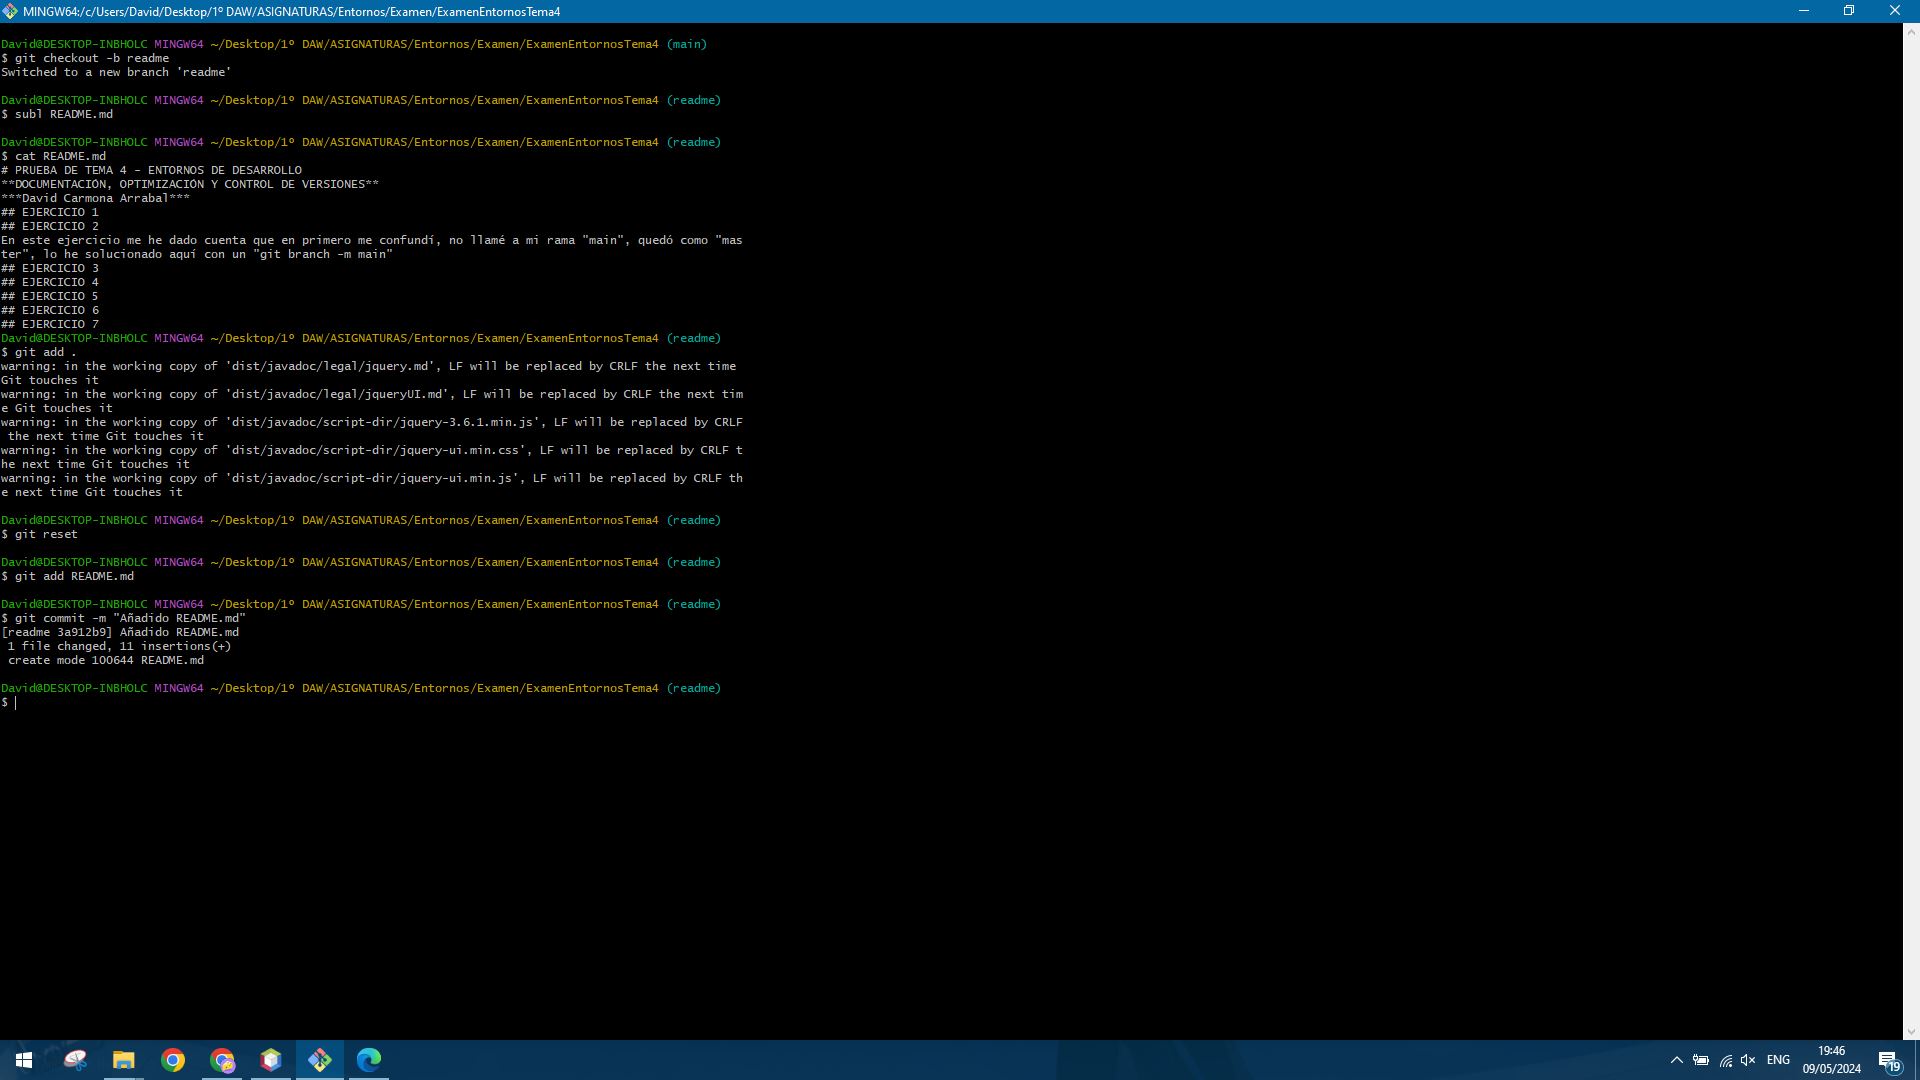 MINGW64:/c/Users/David/Desktop/1º DAW/ASIGNATURAS/Entornos/Examen/ExamenEntornosTema4
David@DESKTOP-INBHOLC MINGW64 ~/Desktop/1º DAW/ASIGNATURAS/Entornos/Examen/ExamenEntornosTema4 (main)
$ git checkout -b readme
Switched to a new branch 'readme'
David@DESKTOP-INBHOLC MINGW64 ~/Desktop/1º DAW/ASIGNATURAS/Entornos/Examen/ExamenEntornosTema4 (readme)
$ subl README.md
David@DESKTOP-INBHOLC MINGW64 ~/Desktop/1º DAW/ASIGNATURAS/Entornos/Examen/ExamenEntornosTema4 (readme)
$ cat README.md
# PRUEBA DE TEMA 4 - ENTORNOS DE DESARROLLO
**DOCUMENTACIÓN, OPTIMIZACIÓN Y CONTROL DE VERSIONES**
***David Carmona Arrabal***
## EJERCICIO 1
## EJERCICIO 2
En este ejercicio me he dado cuenta que en primero me confundí, no llamé a mi rama "main", quedó como "mas
ter", lo he solucionado aquí con un "git branch -m main"
## EJERCICIO 3
## EJERCICIO 4
## EJERCICIO 5
## EJERCICIO 6
## EJERCICIO 7
David@DESKTOP-INBHOLC MINGW64 ~/Desktop/1º DAW/ASIGNATURAS/Entornos/Examen/ExamenEntornosTema4 (readme)
$ git add .
warning: in the working copy of 'dist/javadoc/legal/jquery.md', LF will be replaced by CRLF the next time
Git touches it
warning: in the working copy of 'dist/javadoc/legal/jqueryUI.md', LF will be replaced by CRLF the next tim
e Git touches it
warning: in the working copy of 'dist/javadoc/script-dir/jquery-3.6.1.min.js', LF will be replaced by CRLF
the next time Git touches it
warning: in the working copy of 'dist/javadoc/script-dir/jquery-ui.min.css', LF will be replaced by CRLF t
he next time Git touches it
warning: in the working copy of 'dist/javadoc/script-dir/jquery-ui.min.js', LF will be replaced by CRLF th
e next time Git touches it
David@DESKTOP-INBHOLC MINGW64 ~/Desktop/1º DAW/ASIGNATURAS/Entornos/Examen/ExamenEntornosTema4 (readme)
$ git reset
David@DESKTOP-INBHOLC MINGW64 ~/Desktop/1º DAW/ASIGNATURAS/Entornos/Examen/ExamenEntornosTema4 (readme)
$ git add README.md
David@DESKTOP-INBHOLC MINGW64 ~/Desktop/1º DAW/ASIGNATURAS/Entornos/Examen/ExamenEntornosTema4 (readme)
$ git commit -m "Añadido README.md"
[readme 3a912b9] Añadido README.md
1 file changed, 11 insertions(+)
create mode 100644 README.md
David@DESKTOP-INBHOLC MINGW64 ~/Desktop/1º DAW/ASIGNATURAS/Entornos/Examen/ExamenEntornosTema4 (readme)
$
ENG
19:46
09/05/2024
19